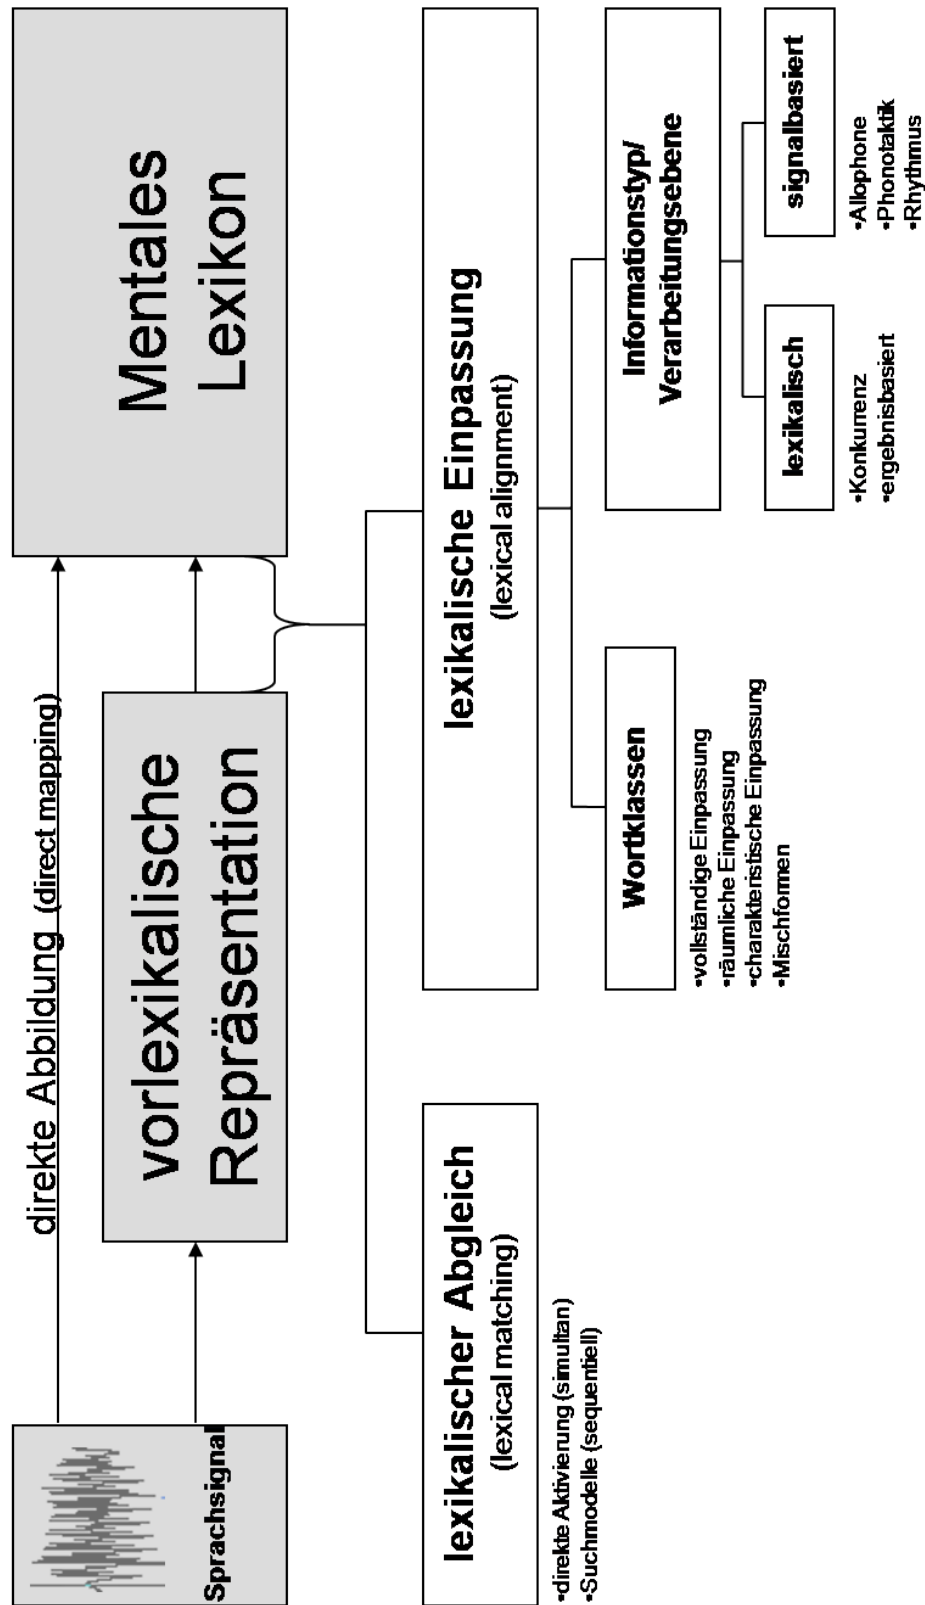 direkte Abbildung (direct mapping)
Sprachsignal
vorlexikalische
Repräsentation
Mentales
Lexikon
lexikalischer Abgleich
(lexical matching)
•direkte Aktivierung (simultan)
•Suchmodelle (sequentiell)
lexikalische Einpassung
(lexical alignment)
Wortklassen
•vollständige Einpassung
•räumliche Einpassung
•charakteristische Einpassung
•Mischformen
Informationstyp/
Verarbeitungsebene
lexikalisch
•Konkurrenz
•ergebnisbasiert
signalbasiert
•Allophone
•Phonotaktik
•Rhythmus